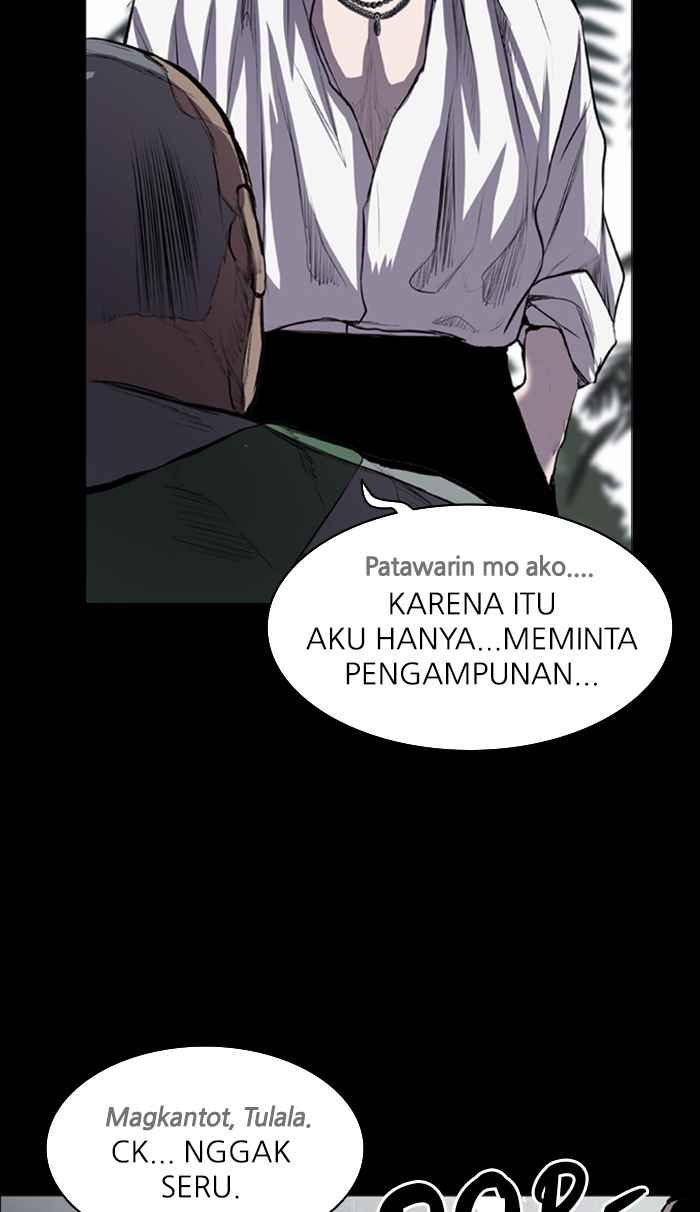 Patawarin mo ako....
KARENA ITU
AKU HANYA...MEMINTA
PENGAMPUNAN...
Magkantot, Tulala.
CK... NGGAK
SERU.